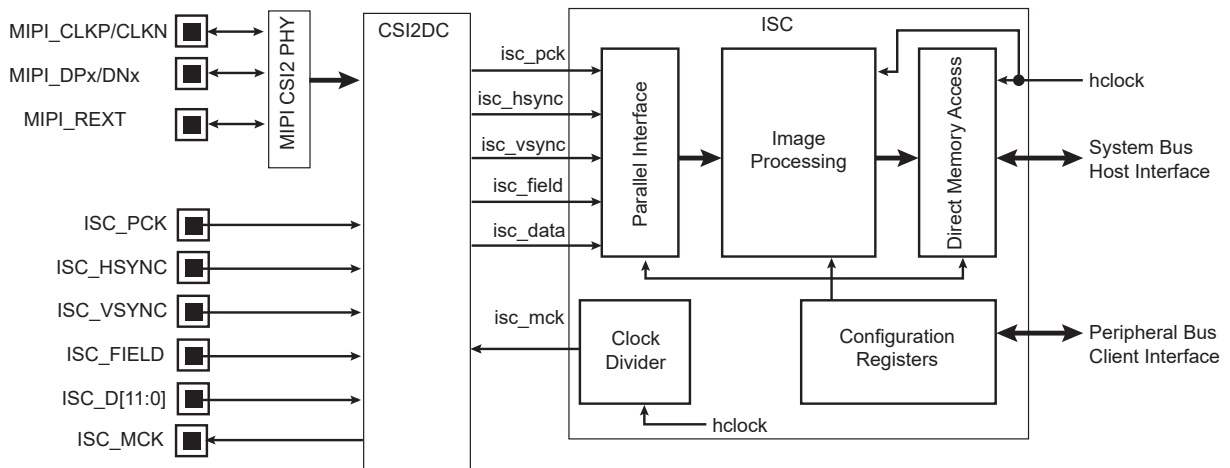 MIPI_CLKP/CLKN
MIPI_DPx/DNx
MIPI_REXT
MIPI CSI2 PHY
ISC_PCK
ISC_HSYNC
ISC_VSYNC
ISC_FIELD
ISC_D[11:0]
ISC_MCK
CSI2DC
isc_pck
isc_hsync
isc_vsync
isc_field
isc_data
isc_mck
ISC
Parallel Interface
Image
Processing
Direct Memory Access
Clock
Divider
hclock
Configuration
Registers
hclock
System Bus
Host Interface
Peripheral Bus
Client Interface